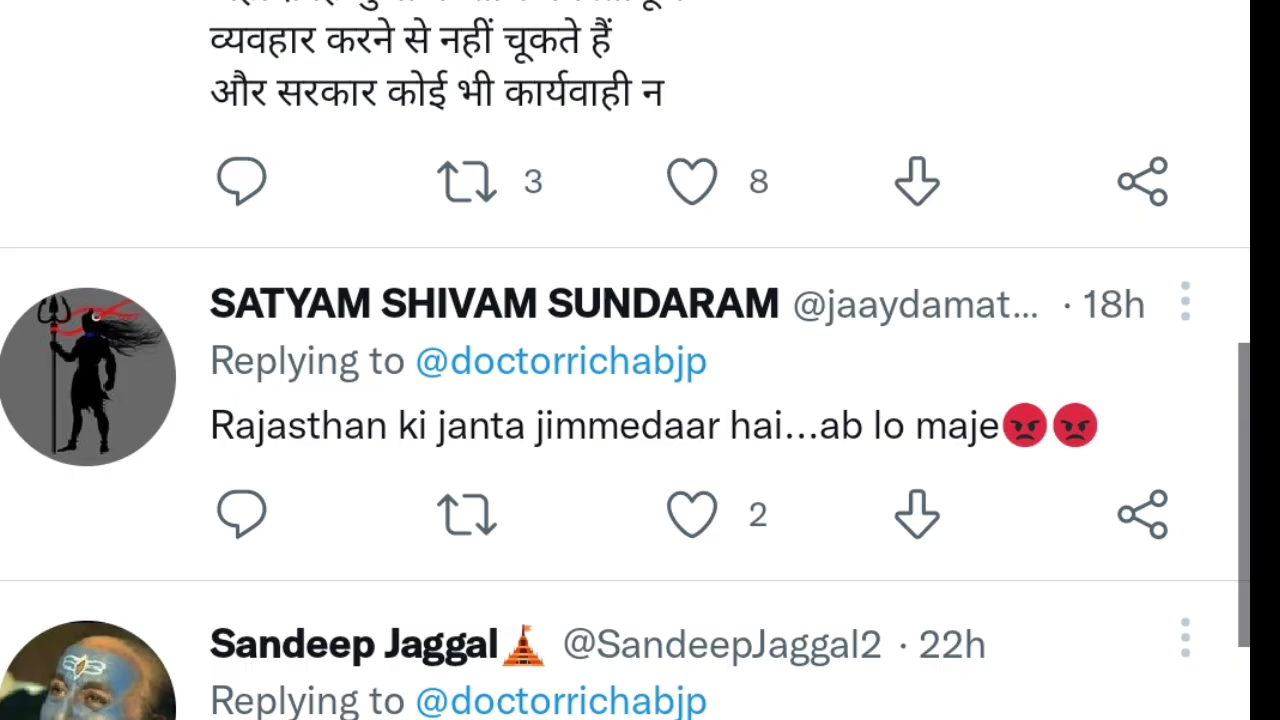 व्यवहार करने से नहीं चूकते हैं
और सरकार कोई भी कार्यवाही न
3 8
SATYAM SHIVAM SUNDARAM @jaaydamat... · 18h
Replying to @doctorrichabjp
Rajasthan ki janta jimmedaar hai...ab lo maje😡😡
2
Sandeep Jaggal🛕 @SandeepJaggal2 · 22h
Replying to @doctorrichabjp